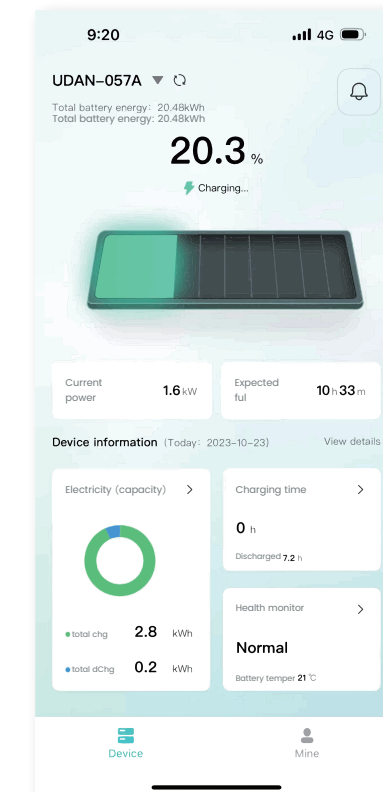 9:20 4G
UDAN-057A
Total battery energy: 20.48kWh
Total battery energy: 20.48kWh
20.3 %
Charging...
Current power 1.6 kW
Expected ful 10 h 33 m
Device information (Today: 2023-10-23) View details
Electricity (capacity)
total chg 2.8 kWh
total dChg 0.2 kWh
Charging time
0 h
Discharged 7.2 h
Health monitor
Normal
Battery temper 21 ℃
Device Mine